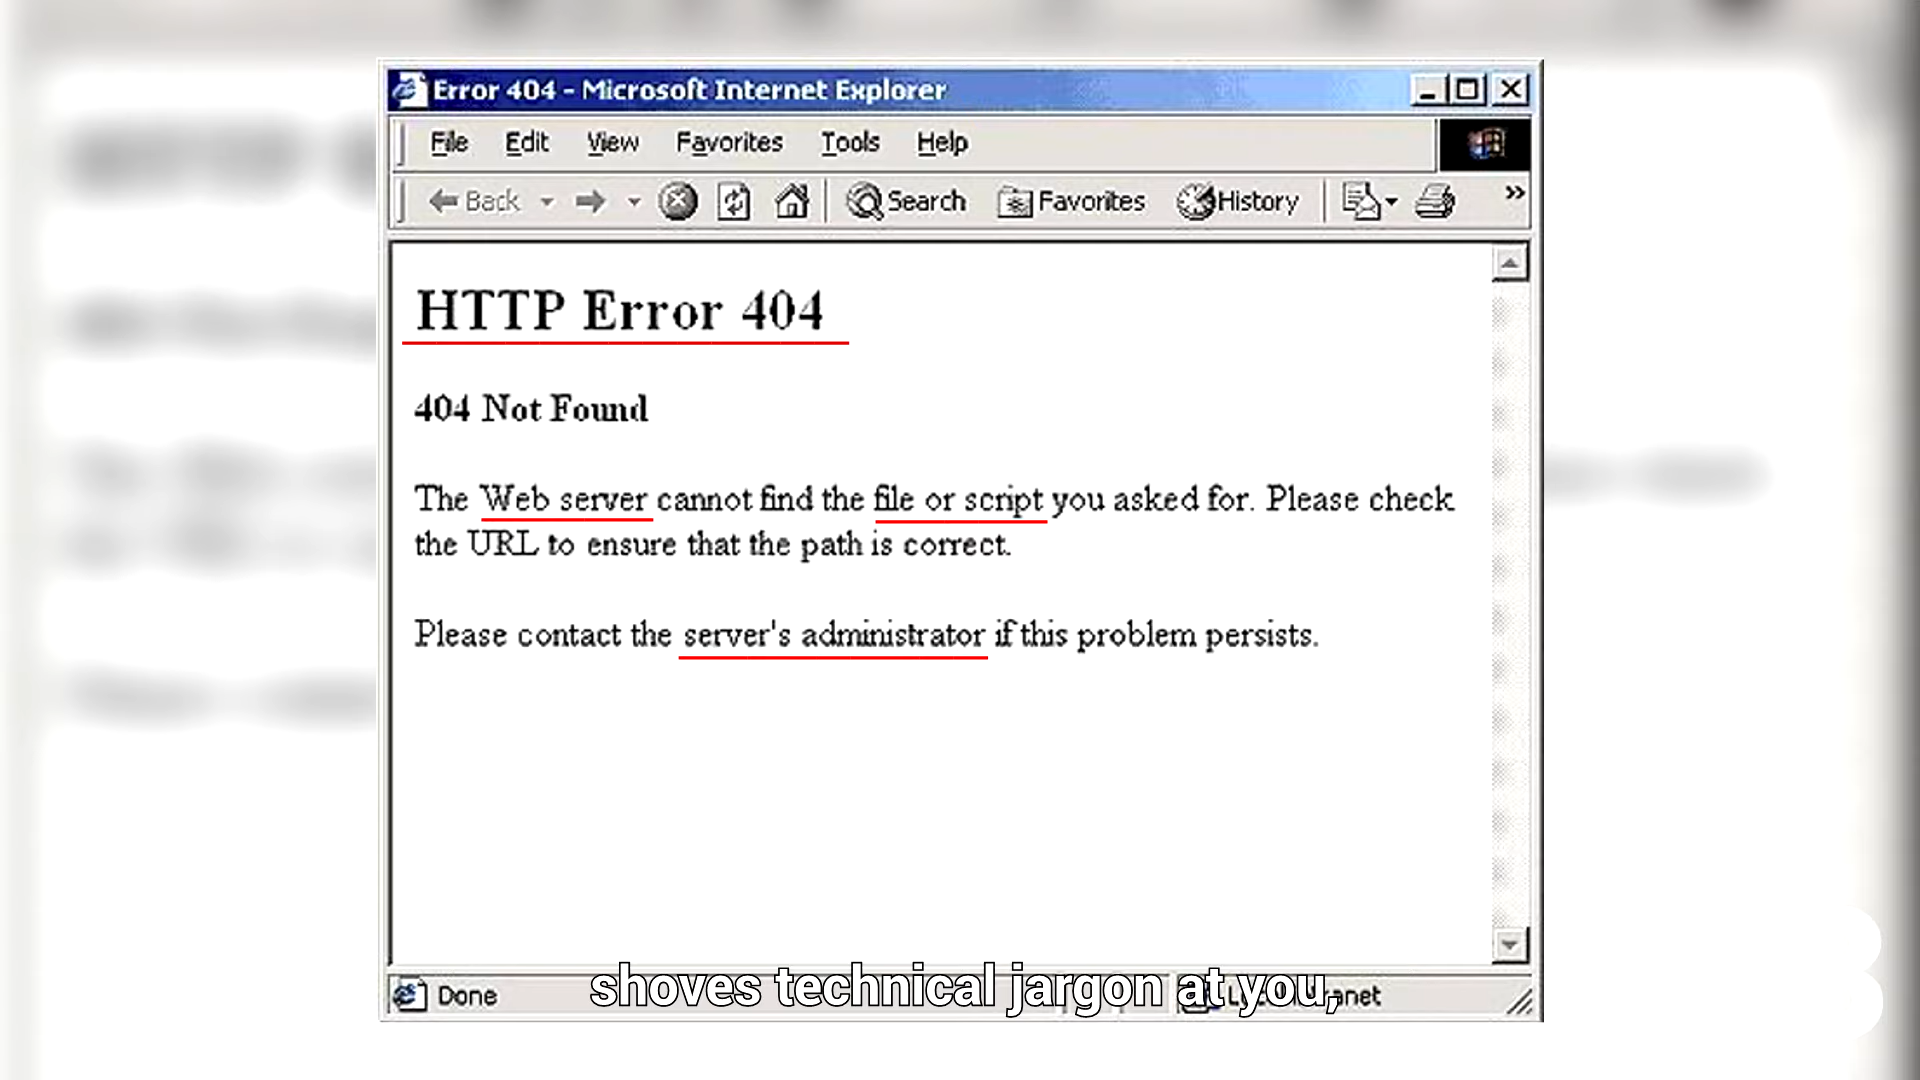 Error 404 - Microsoft Internet Explorer
File Edit View Favorites Tools Help
Back Search Favorites History
HTTP Error 404
404 Not Found
The Web server cannot find the file or script you asked for. Please check
the URL to ensure that the path is correct.
Please contact the server's administrator if this problem persists.
Done
shoves technical jargon at you,